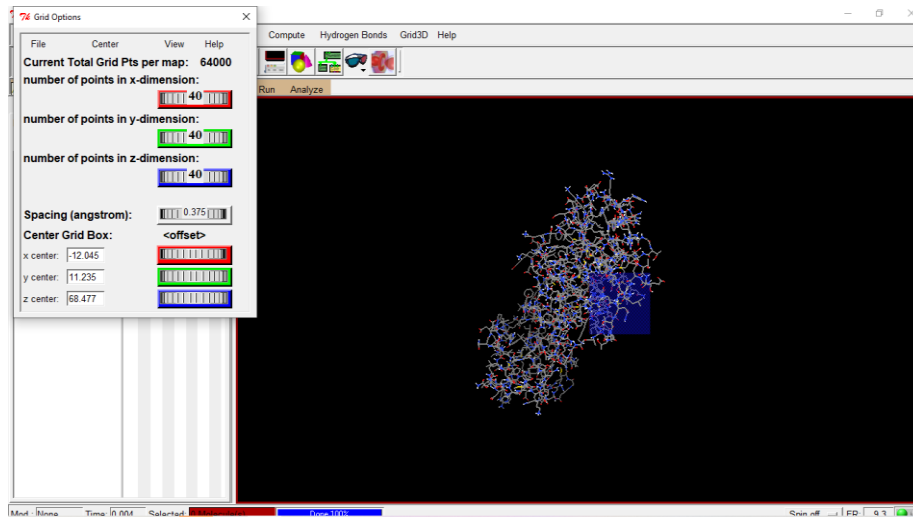 Grid Options
Compute Hydrogen Bonds Grid3D Help
File Center View Help
Current Total Grid Pts per map: 64000
number of points in x-dimension:
40
number of points in y-dimension:
40
number of points in z-dimension:
40
Run Analyze
Spacing (angstrom): 0.375
Center Grid Box: <offset>
x center: -12.045
y center: 11.235
z center: 68.477
Mod.: None Time: 0.004 Selected: Done 100% Spin off FR: 9.3